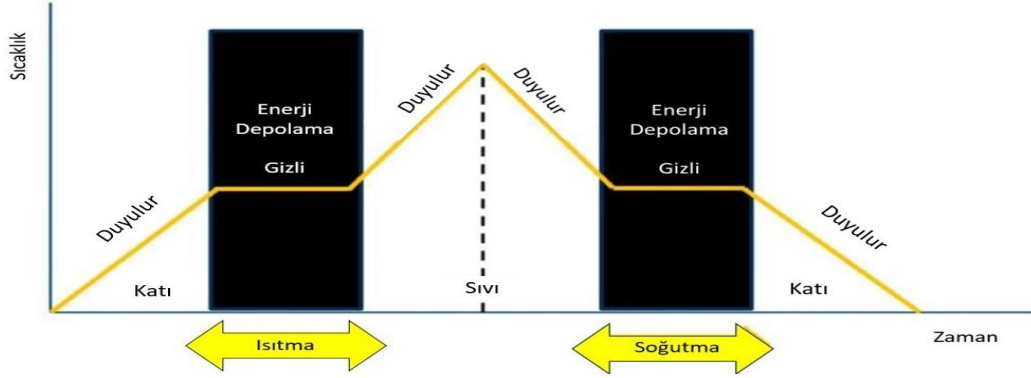 Sıcaklık
Duyulur
Katı
Enerji
Depolama
Gizli
Duyulur
Sıvı
Duyulur
Enerji
Depolama
Gizli
Duyulur
Katı
Isıtma
Soğutma
Zaman